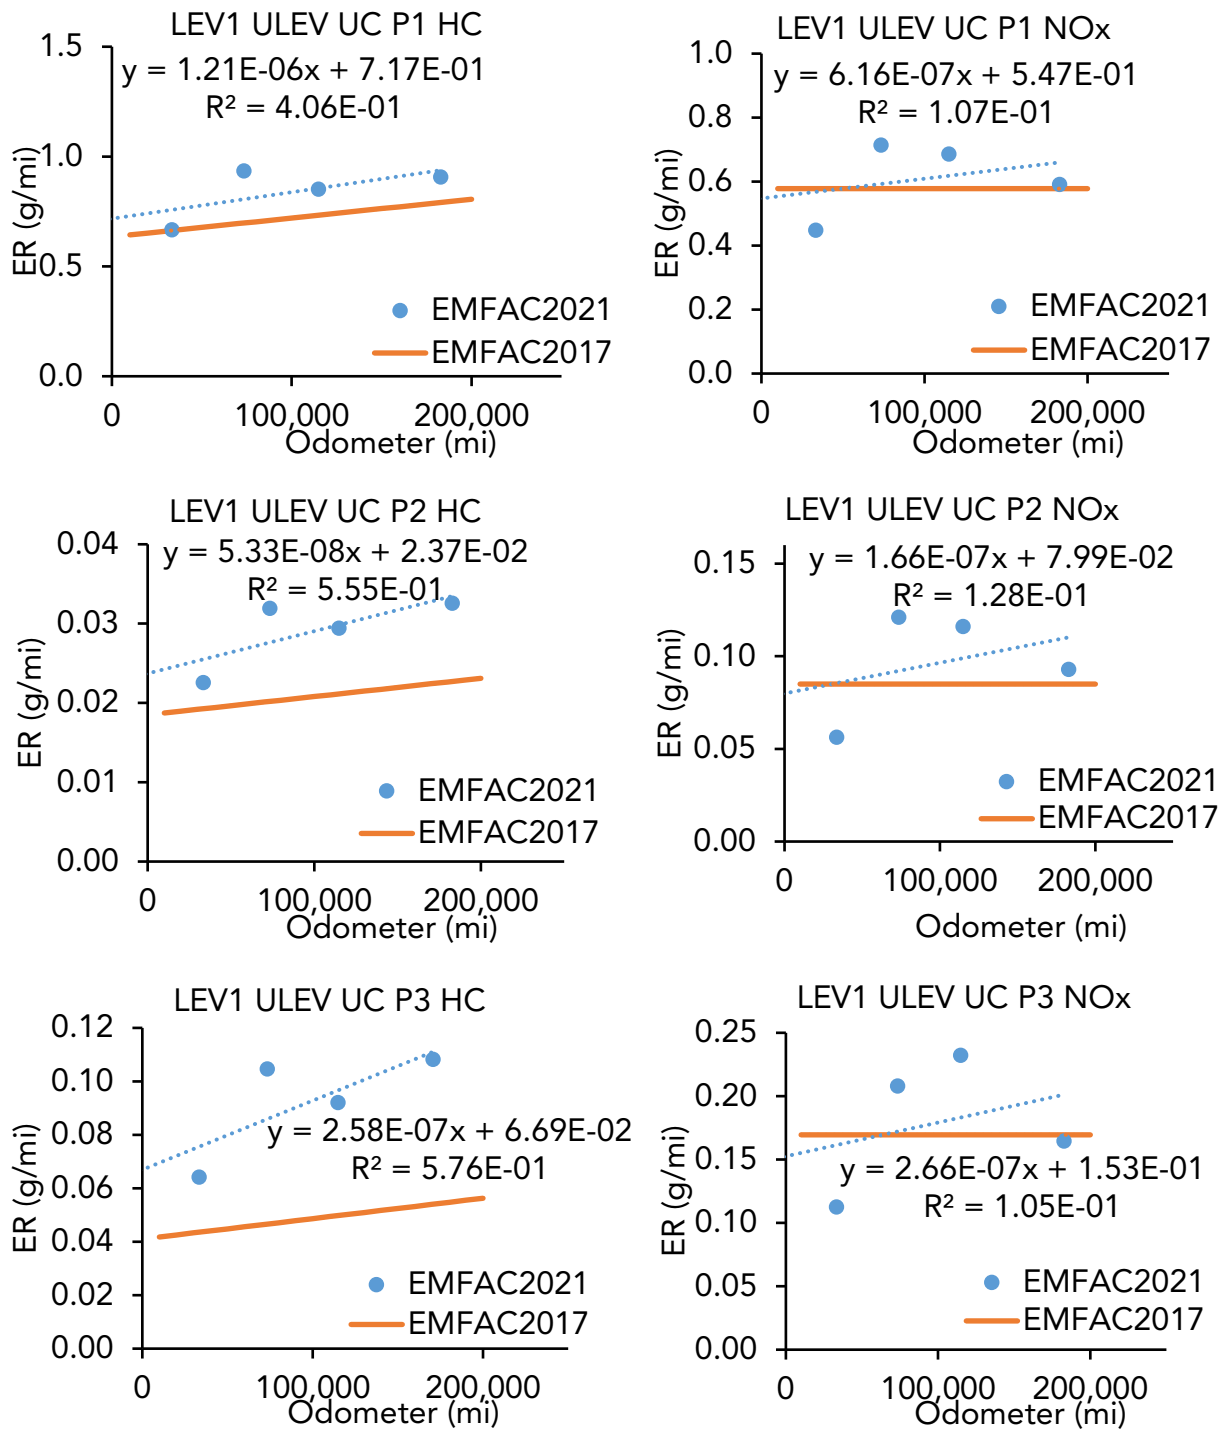 LEV1 ULEV UC P1 HC
y = 1.21E-06x + 7.17E-01
R² = 4.06E-01
1.5
1.0
0.5
0.0
ER (g/mi)
EMFAC2021
EMFAC2017
0 100,000 200,000
Odometer (mi)
LEV1 ULEV UC P1 NOx
y = 6.16E-07x + 5.47E-01
R² = 1.07E-01
1.0
0.8
0.6
0.4
0.2
0.0
ER (g/mi)
EMFAC2021
EMFAC2017
0 100,000 200,000
Odometer (mi)
LEV1 ULEV UC P2 HC
y = 5.33E-08x + 2.37E-02
R² = 5.55E-01
0.04
0.03
0.02
0.01
0.00
ER (g/mi)
EMFAC2021
EMFAC2017
0 100,000 200,000
Odometer (mi)
LEV1 ULEV UC P2 NOx
y = 1.66E-07x + 7.99E-02
R² = 1.28E-01
0.15
0.10
0.05
0.00
ER (g/mi)
EMFAC2021
EMFAC2017
0 100,000 200,000
Odometer (mi)
LEV1 ULEV UC P3 HC
0.12
0.10
0.08
0.06
0.04
0.02
0.00
ER (g/mi)
y = 2.58E-07x + 6.69E-02
R² = 5.76E-01
EMFAC2021
EMFAC2017
0 100,000 200,000
Odometer (mi)
LEV1 ULEV UC P3 NOx
0.25
0.20
0.15
0.10
0.05
0.00
ER (g/mi)
y = 2.66E-07x + 1.53E-01
R² = 1.05E-01
EMFAC2021
EMFAC2017
0 100,000 200,000
Odometer (mi)